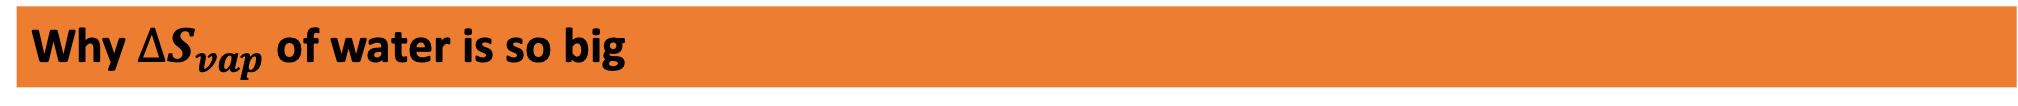 Why ΔS_vap of water is so big